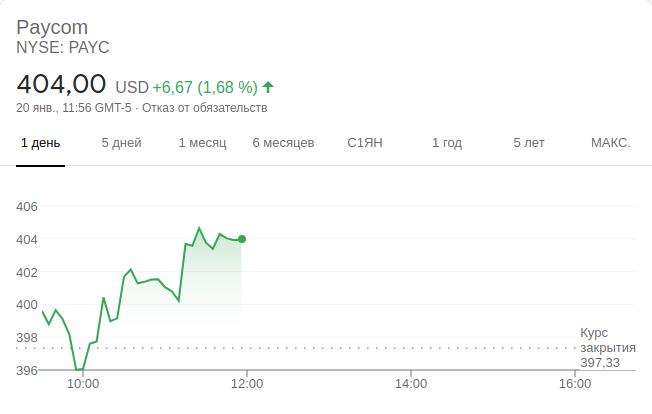 Paycom
NYSE: PAYC
404,00 USD +6,67 (1,68 %)
20 янв., 11:56 GMT-5 · Отказ от обязательств
1 день 5 дней 1 месяц 6 месяцев С1ЯН 1 год 5 лет МАКС.
406
404
402
400
398
396
Курс
закрытия
397,33
10:00 12:00 14:00 16:00